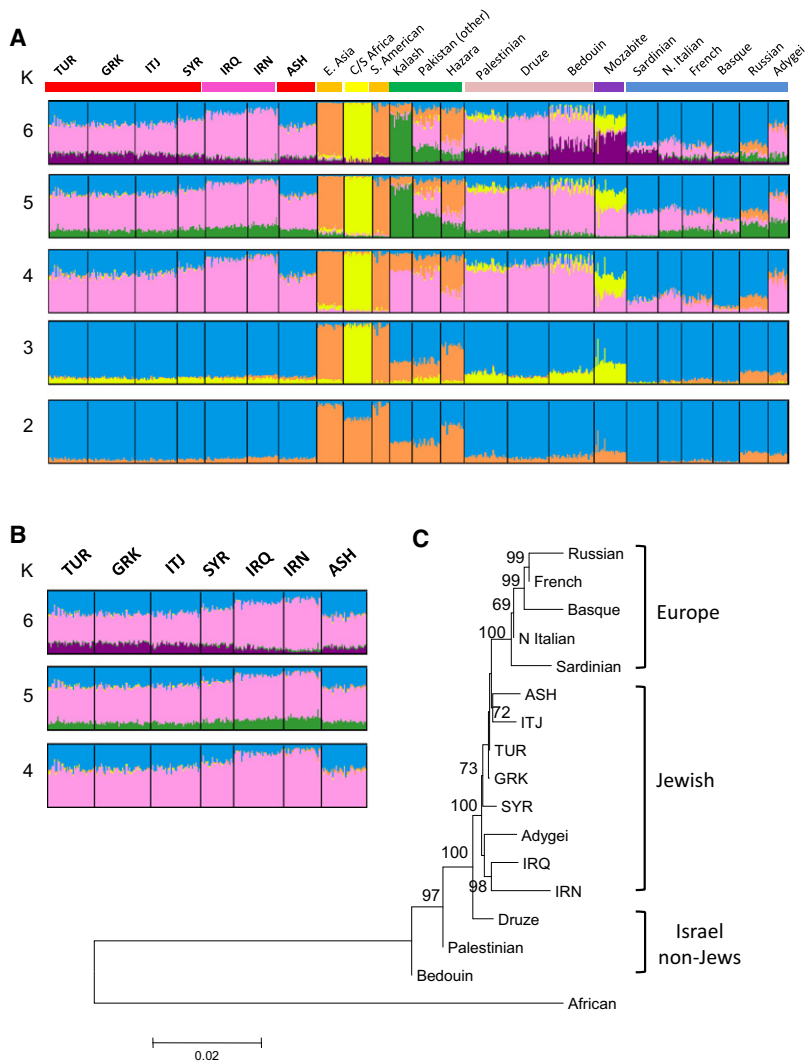 A
K
TUR
GRK
ITJ
SYR
IRQ
IRN
ASH
E. Asia
C/S Africa
S. American
Kalash
Pakistan (other)
Hazara
Palestinian
Druze
Bedouin
Mozabite
Sardinian
N. Italian
French
Basque
Russian
Adygei
6
5
4
3
2
B
K
TUR
GRK
ITJ
SYR
IRQ
IRN
ASH
6
5
4
C
99
Russian
99
French
69
Basque
100
N Italian
Sardinian
Europe
ASH
72
ITJ
TUR
73
GRK
Jewish
100
SYR
Adygei
100
IRQ
98
IRN
97
Druze
Palestinian
Israel
non-Jews
Bedouin
African
0.02